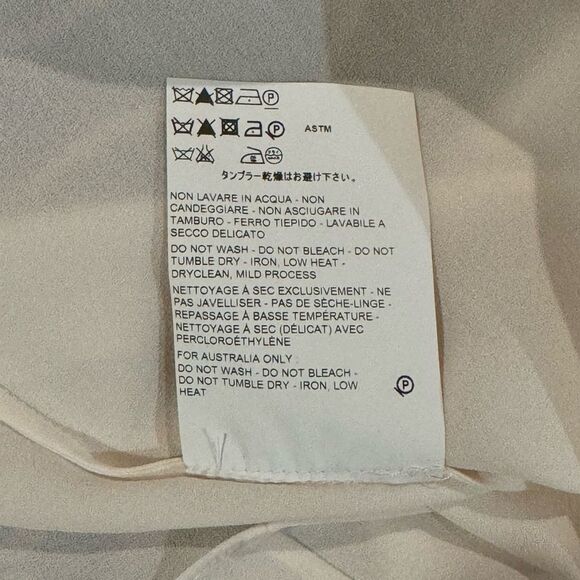 P
P ASTM
タンブラー乾燥はお避け下さい。
NON LAVARE IN ACQUA - NON
CANDEGGIARE - NON ASCIUGARE IN
TAMBURO - FERRO TIEPIDO - LAVABILE A
SECCO DELICATO
DO NOT WASH - DO NOT BLEACH - DO NOT
TUMBLE DRY - IRON, LOW HEAT -
DRYCLEAN, MILD PROCESS
NETTOYAGE À SEC EXCLUSIVEMENT - NE
PAS JAVELLISER - PAS DE SÈCHE-LINGE -
REPASSAGE À BASSE TEMPÉRATURE -
NETTOYAGE À SEC (DÉLICAT) AVEC
PERCLOROÉTHYLÈNE
FOR AUSTRALIA ONLY :
DO NOT WASH - DO NOT BLEACH -
DO NOT TUMBLE DRY - IRON, LOW
HEAT
P